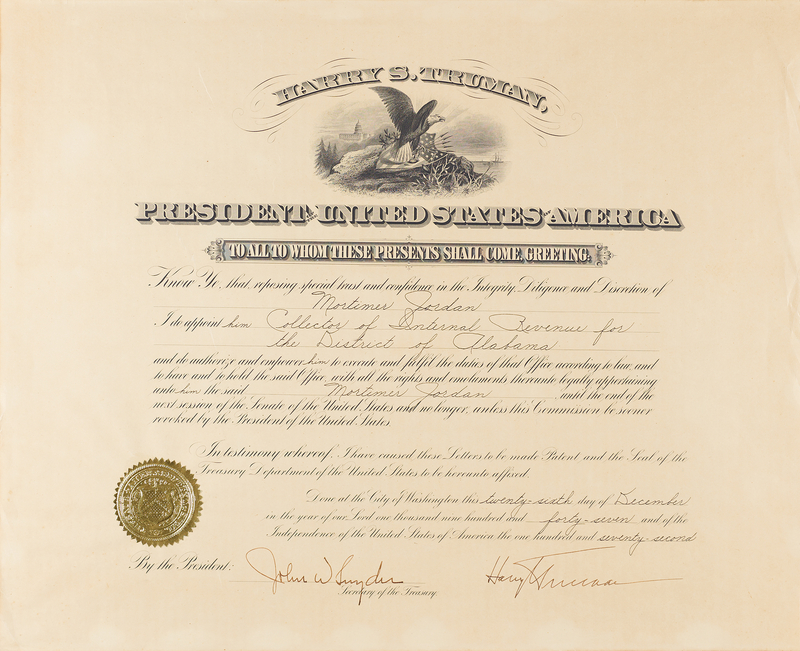 HARRY S. TRUMAN,
PRESIDENT OF THE UNITED STATES OF AMERICA
TO ALL TO WHOM THESE PRESENTS SHALL COME, GREETING:
Know Ye, that, reposing special trust and confidence in the Integrity, Diligence and Discretion of
Mortimer Jordan
I do appoint him Collector of Internal Revenue for
the District of Alabama
and do authorize and empower him to execute and fulfil the duties of that Office according to law, and
to have and to hold the said Office, with all the rights and emoluments thereunto legally appertaining
unto him the said Mortimer Jordan until the end of the
next session of the Senate of the United States and no longer, unless this Commission be sooner
revoked by the President of the United States
In testimony whereof, I have caused these Letters to be made Patent and the Seal of the
Treasury Department of the United States to be hereunto affixed.
Done at the City of Washington this twenty-sixth day of December
in the year of our Lord one thousand nine hundred and forty-seven and of the
Independence of the United States of America the one hundred and seventy-second
By the President:
John W Snyder
Harry S Truman
Secretary of the Treasury.